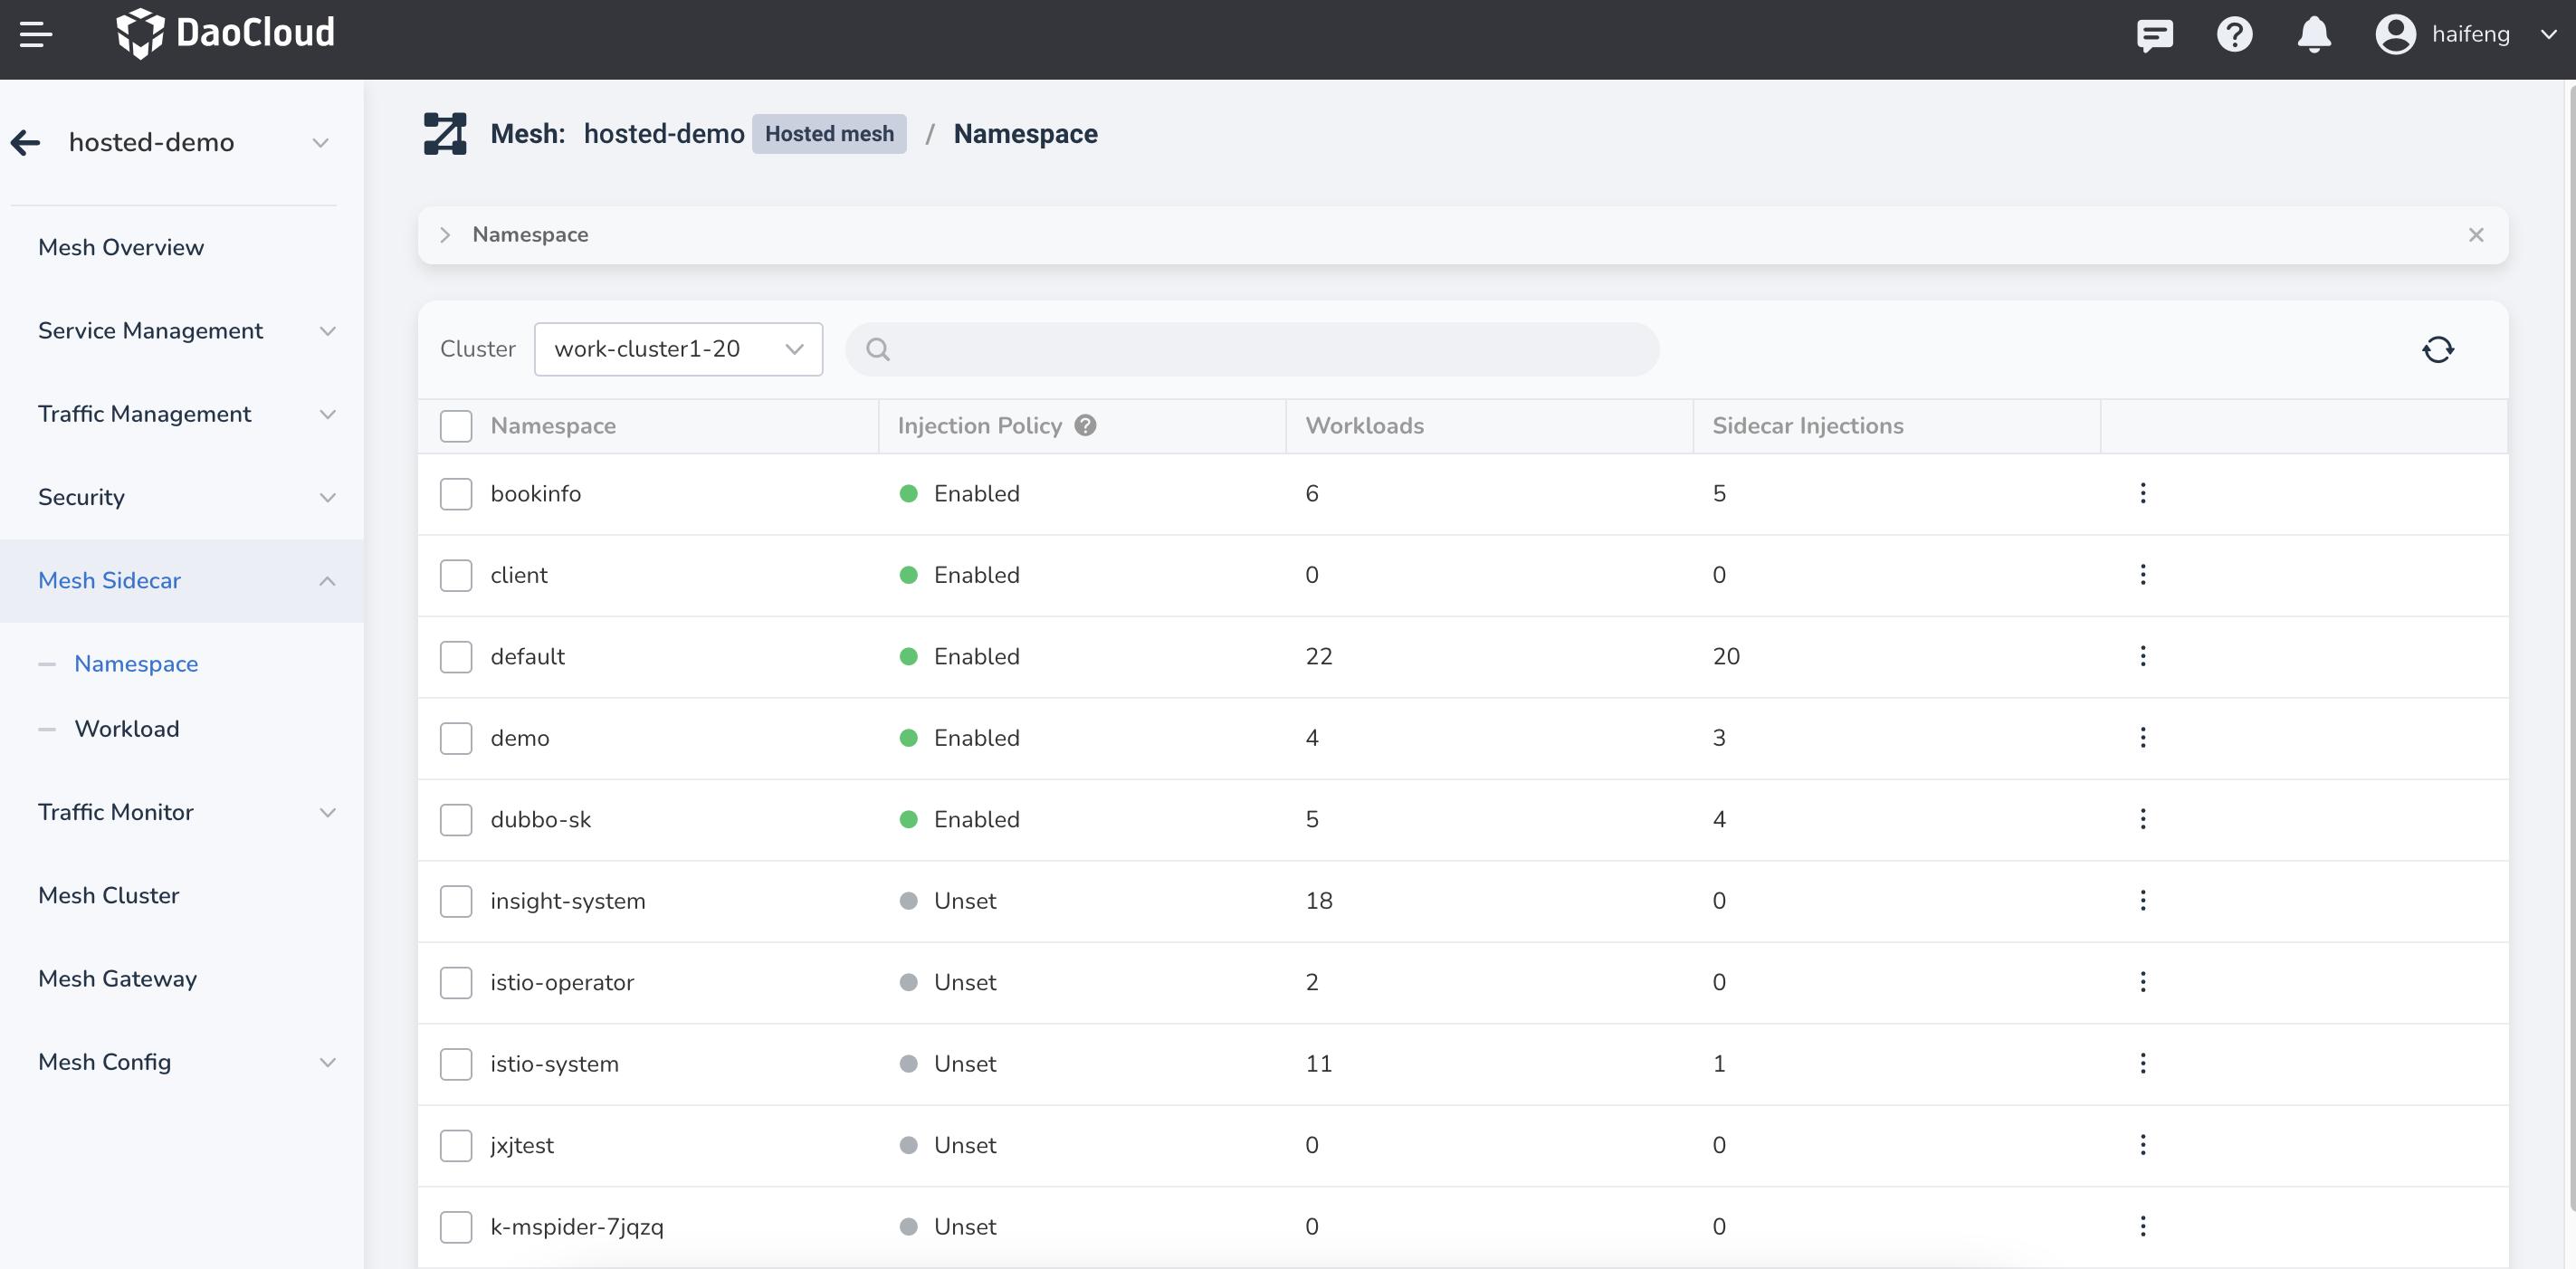 DaoCloud
haifeng
hosted-demo
Mesh Overview
Service Management
Traffic Management
Security
Mesh Sidecar
Namespace
Workload
Traffic Monitor
Mesh Cluster
Mesh Gateway
Mesh Config
Mesh: hosted-demo Hosted mesh / Namespace
Namespace
Cluster work-cluster1-20
Namespace Injection Policy Workloads Sidecar Injections
bookinfo Enabled 6 5
client Enabled 0 0
default Enabled 22 20
demo Enabled 4 3
dubbo-sk Enabled 5 4
insight-system Unset 18 0
istio-operator Unset 2 0
istio-system Unset 11 1
jxjtest Unset 0 0
k-mspider-7jqzq Unset 0 0